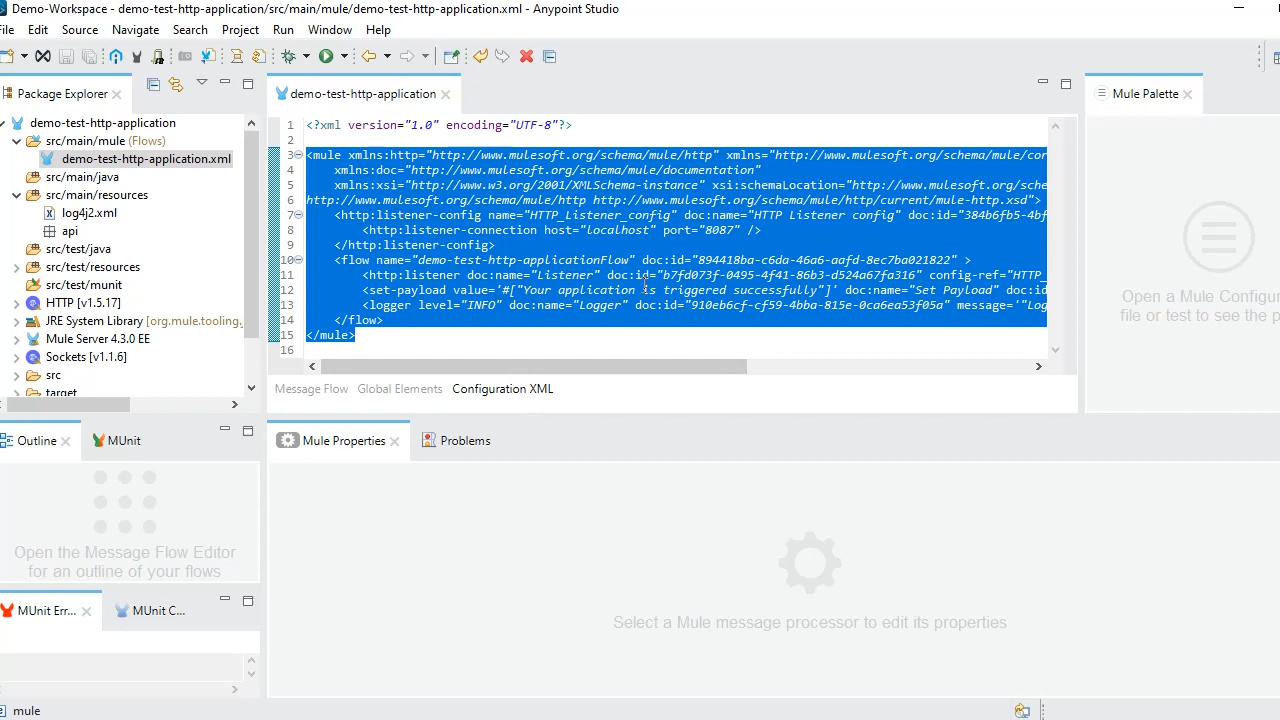 Demo-Workspace - demo-test-http-application/src/main/mule/demo-test-http-application.xml - Anypoint Studio
File Edit Source Navigate Search Project Run Window Help
Package Explorer
demo-test-http-application
Mule Palette
demo-test-http-application
src/main/mule (Flows)
demo-test-http-application.xml
src/main/java
src/main/resources
log4j2.xml
api
src/test/java
src/test/resources
src/test/munit
HTTP [v1.5.17]
JRE System Library [org.mule.tooling.
Mule Server 4.3.0 EE
Sockets [v1.1.6]
src
target
1 <?xml version="1.0" encoding="UTF-8"?>
2
3 <mule xmlns:http="http://www.mulesoft.org/schema/mule/http" xmlns="http://www.mulesoft.org/schema/mule/cor
4 xmlns:doc="http://www.mulesoft.org/schema/mule/documentation"
5 xmlns:xsi="http://www.w3.org/2001/XMLSchema-instance" xsi:schemaLocation="http://www.mulesoft.org/sche
6 http://www.mulesoft.org/schema/mule/http http://www.mulesoft.org/schema/mule/http/current/mule-http.xsd">
7 <http:listener-config name="HTTP_Listener_config" doc:name="HTTP Listener config" doc:id="384b6fb5-4bf
8 <http:listener-connection host="localhost" port="8087" />
9 </http:listener-config>
10 <flow name="demo-test-http-applicationFlow" doc:id="894418ba-c6da-46a6-aafd-8ec7ba021822" >
11 <http:listener doc:name="Listener" doc:id="b7fd073f-0495-4f41-86b3-d524a67fa316" config-ref="HTTP_
12 <set-payload value='#["Your application is triggered successfully"]' doc:name="Set Payload" doc:id
13 <logger level="INFO" doc:name="Logger" doc:id="910eb6cf-cf59-4bba-815e-0ca6ea53f05a" message='"Log
14 </flow>
15 </mule>
16
Message Flow Global Elements Configuration XML
Open a Mule Configu
file or test to see the p
Outline MUnit
Mule Properties Problems
Open the Message Flow Editor
for an outline of your flows
Select a Mule message processor to edit its properties
MUnit Err... MUnit C...
mule